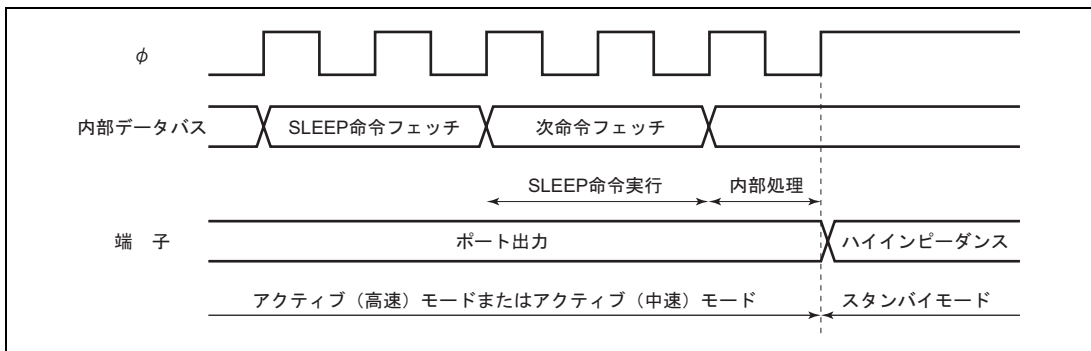 φ
内部データバス SLEEP命令フェッチ 次命令フェッチ
SLEEP命令実行 内部処理
端　子 ポート出力 ハイインピーダンス
アクティブ（高速）モードまたはアクティブ（中速）モード スタンバイモード